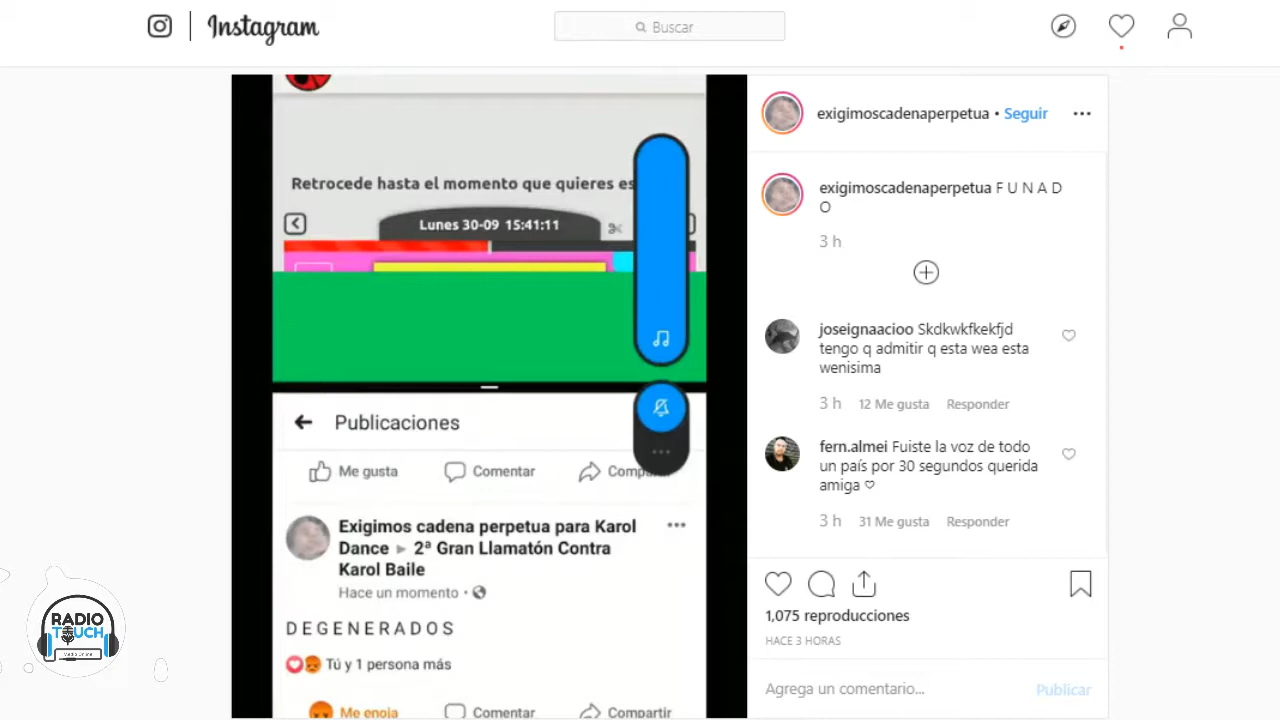 Instagram
Buscar
Retrocede hasta el momento que quieres es
Lunes 30-09 15:41:11
Publicaciones
Me gusta
Comentar
Exigimos cadena perpetua para Karol
Dance ▸ 2ª Gran Llamatón Contra
Karol Baile
Hace un momento •
D E G E N E R A D O S
Tú y 1 persona más
Me enoja
Comentar
Compartir
exigimoscadenaperpetua • Seguir
exigimoscadenaperpetua F U N A D
O
3 h
joseignaacioo Skdkwkfkekfjd
tengo q admitir q esta wea esta
wenisima
3 h 12 Me gusta Responder
fern.almei Fuiste la voz de todo
un país por 30 segundos querida
amiga ♡
3 h 31 Me gusta Responder
1,075 reproducciones
HACE 3 HORAS
Agrega un comentario...
Publicar
RADIO
TOUCH